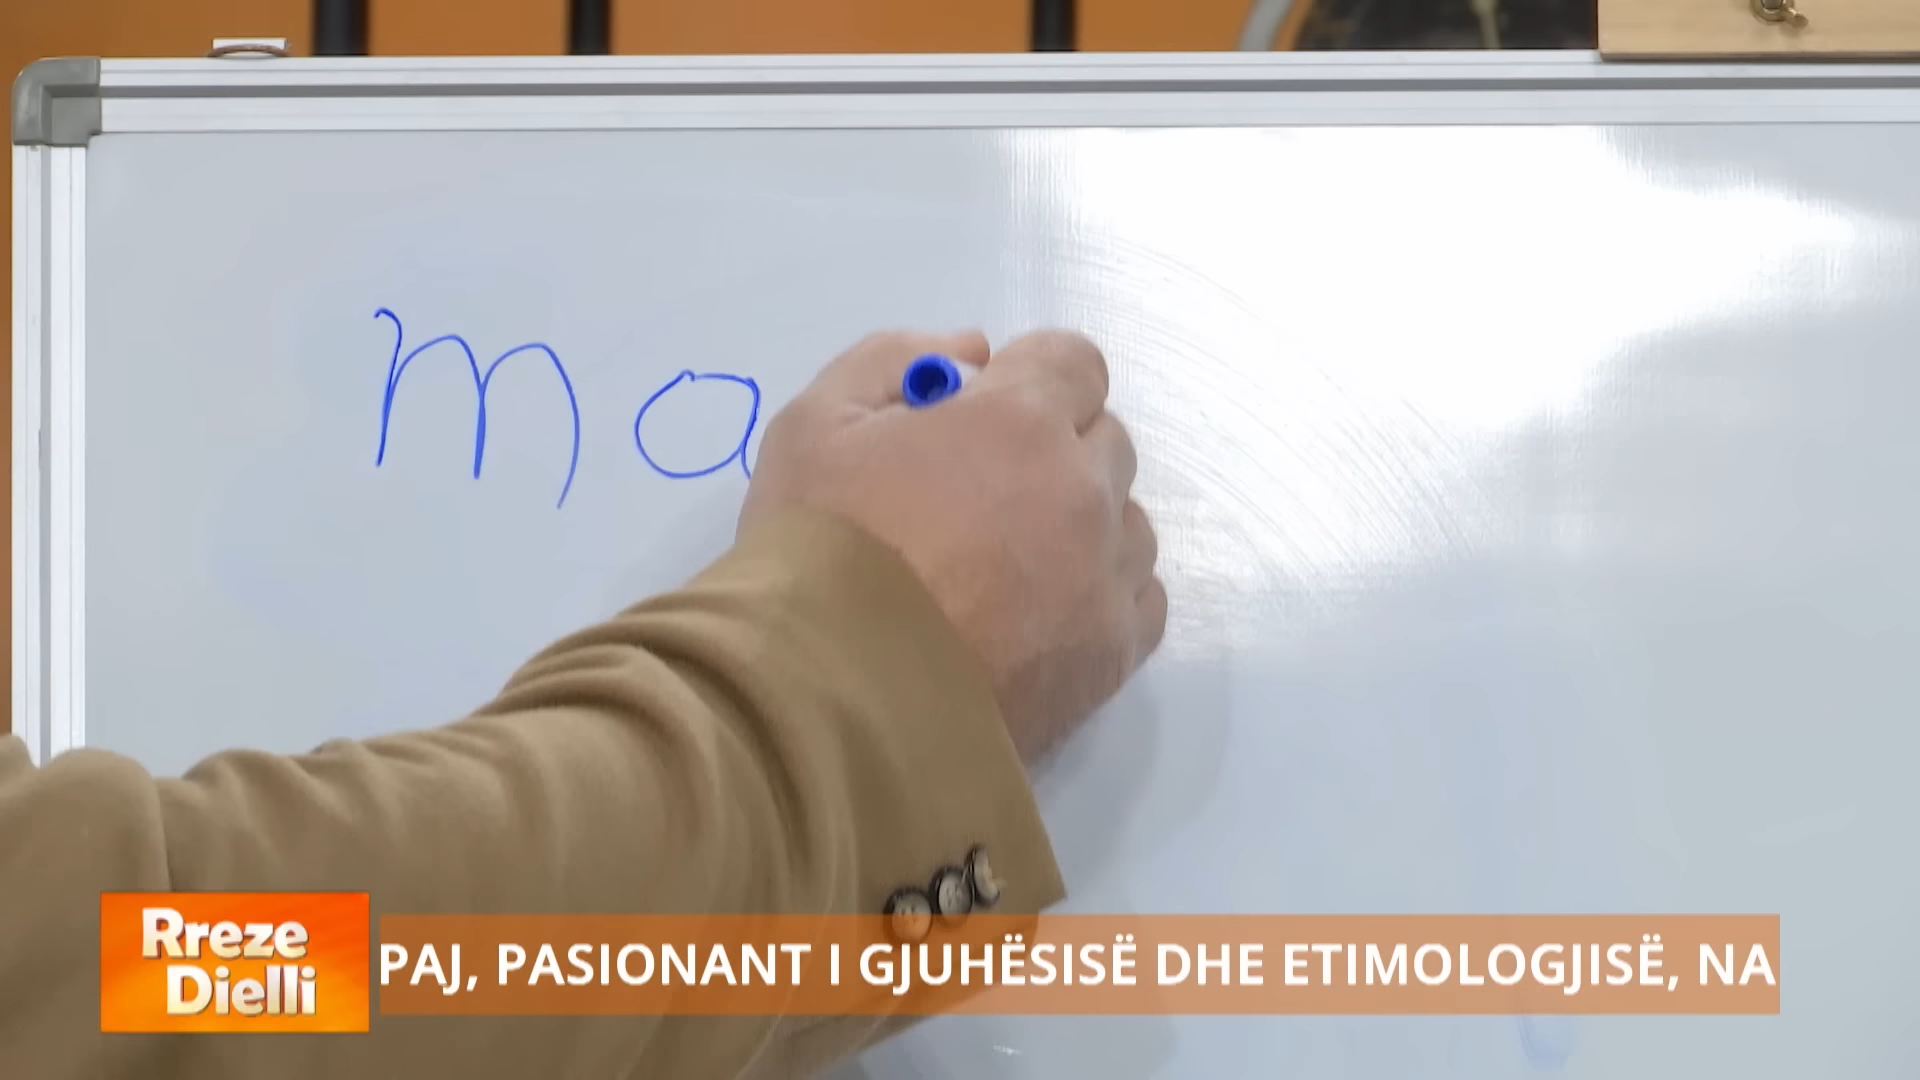 ma
Rreze
Dielli
PAJ, PASIONANT I GJUHËSISË DHE ETIMOLOGJISË, NA